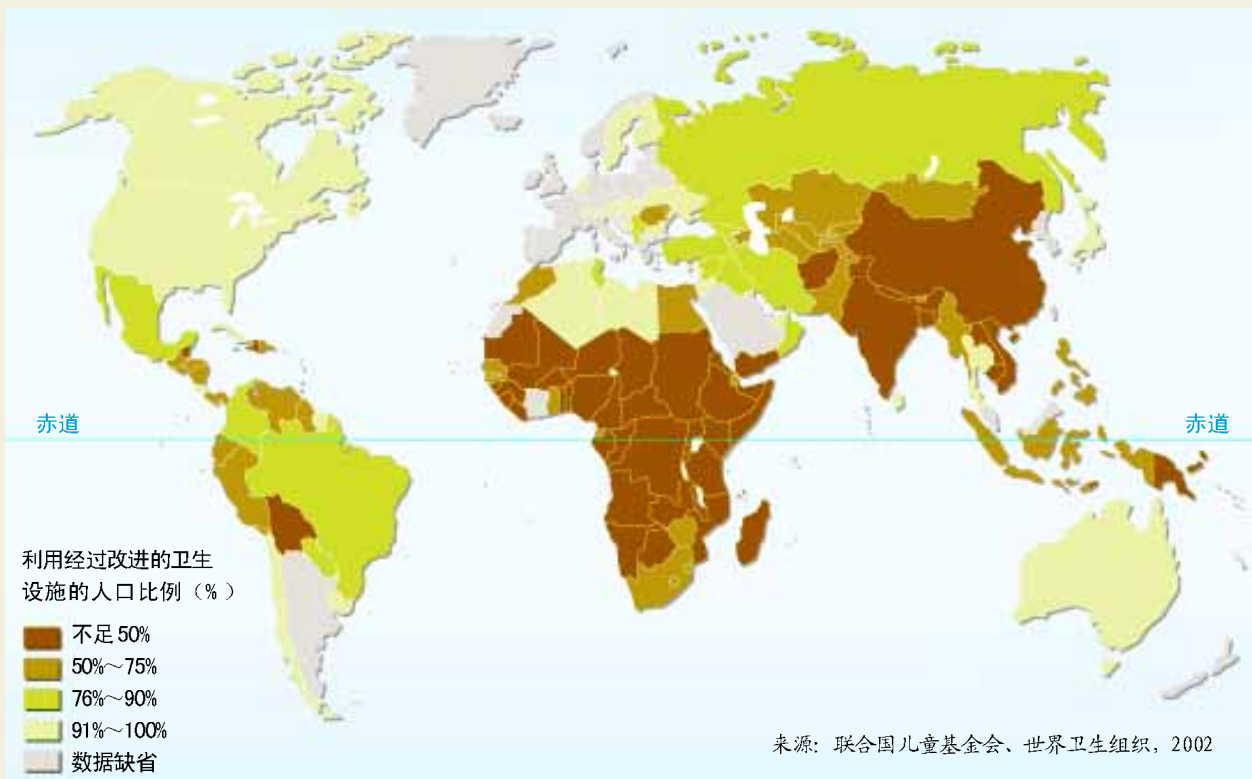 赤道
赤道
利用经过改进的卫生
设施的人口比例（%）
不足50%
50%～75%
76%～90%
91%～100%
数据缺省
来源：联合国儿童基金会、世界卫生组织，2002